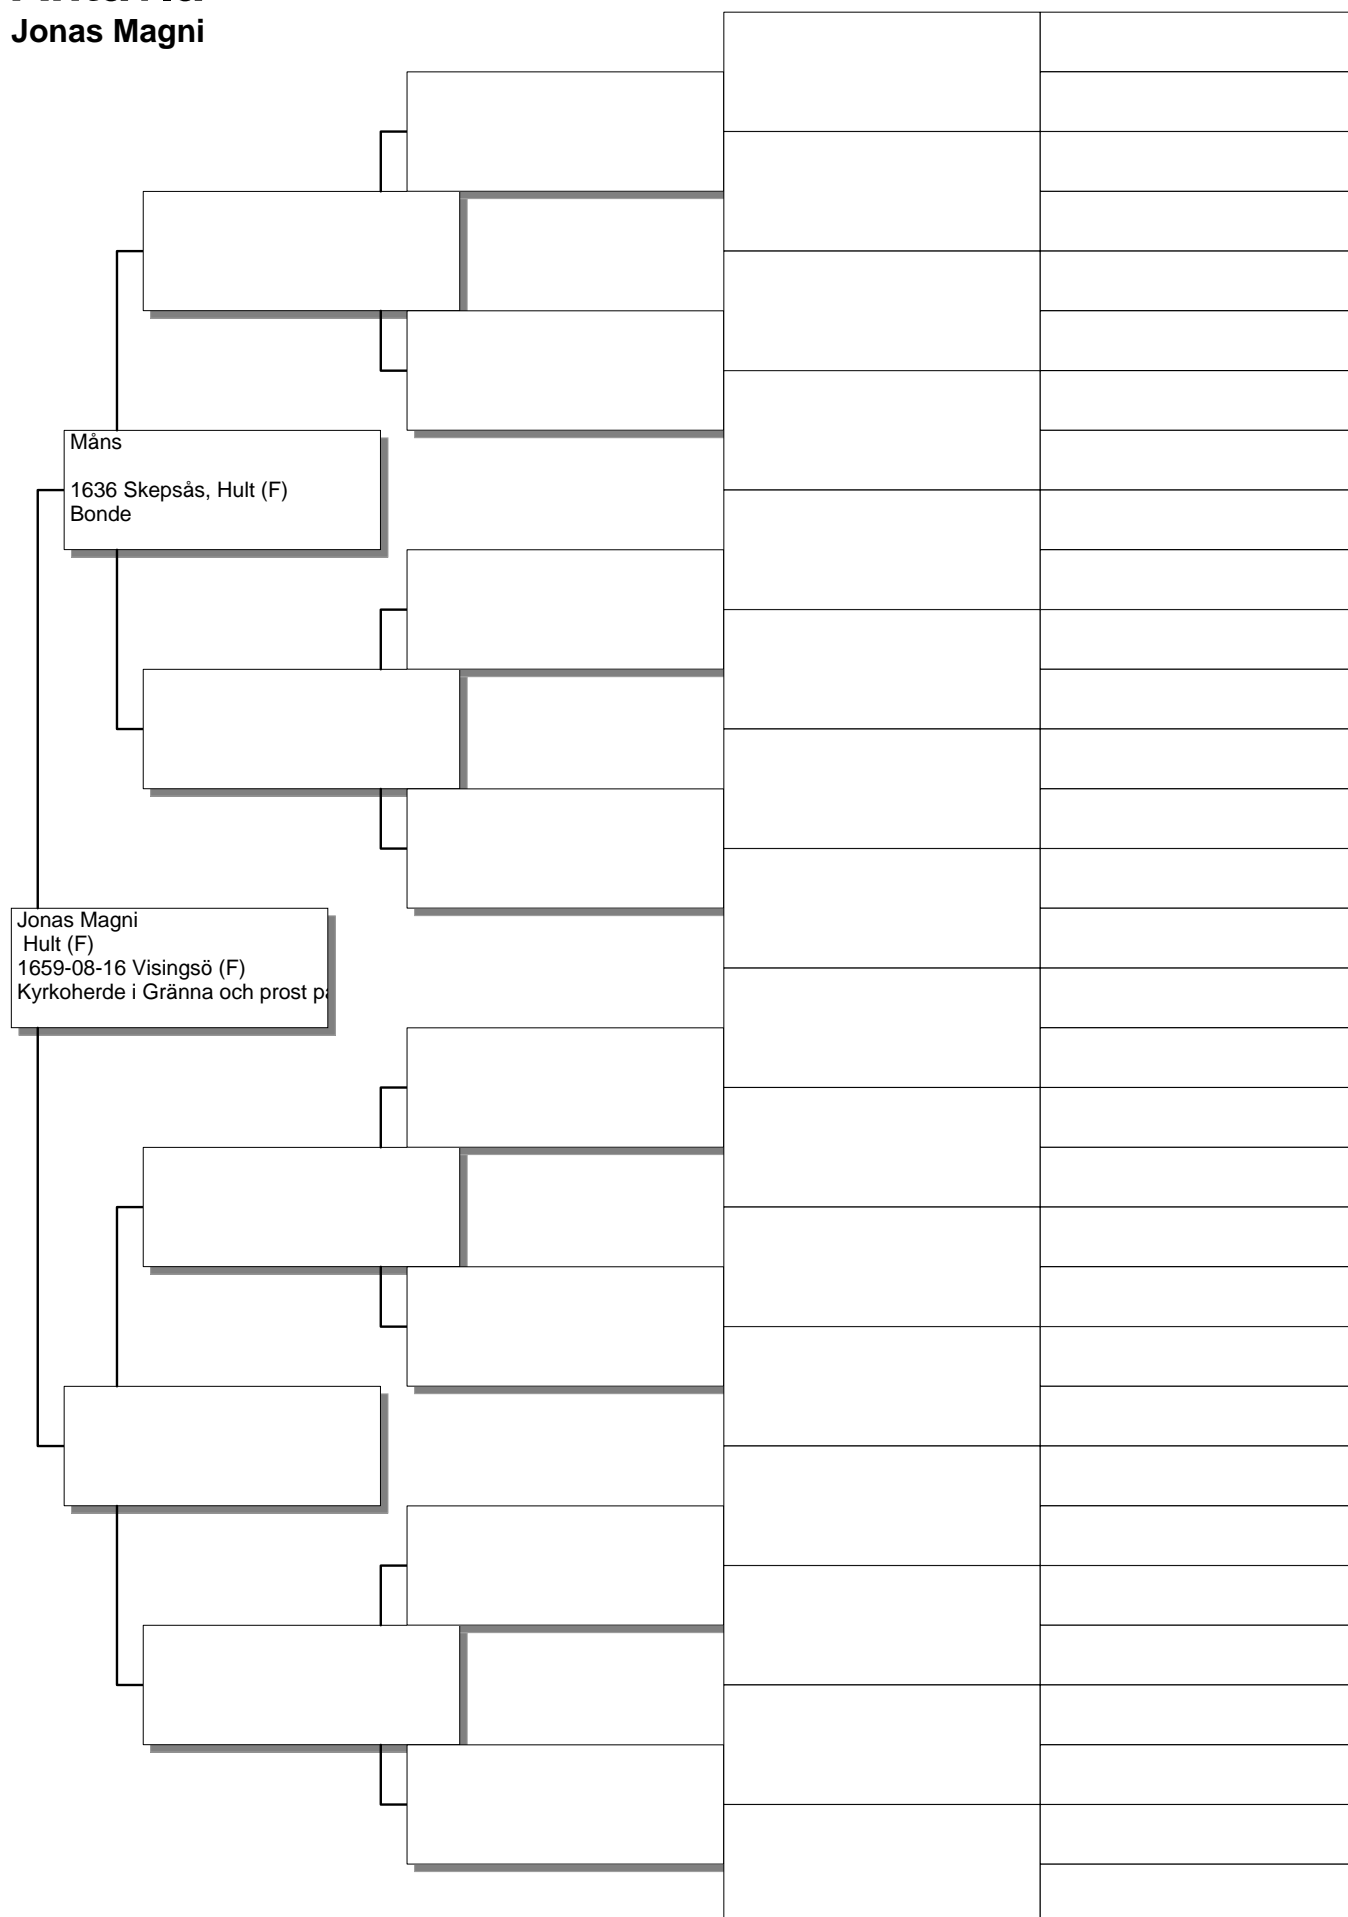 Jonas Magni
Måns
1636 Skepsås, Hult (F)
Bonde
Jonas Magni
Hult (F)
1659-08-16 Visingsö (F)
Kyrkoherde i Gränna och prost